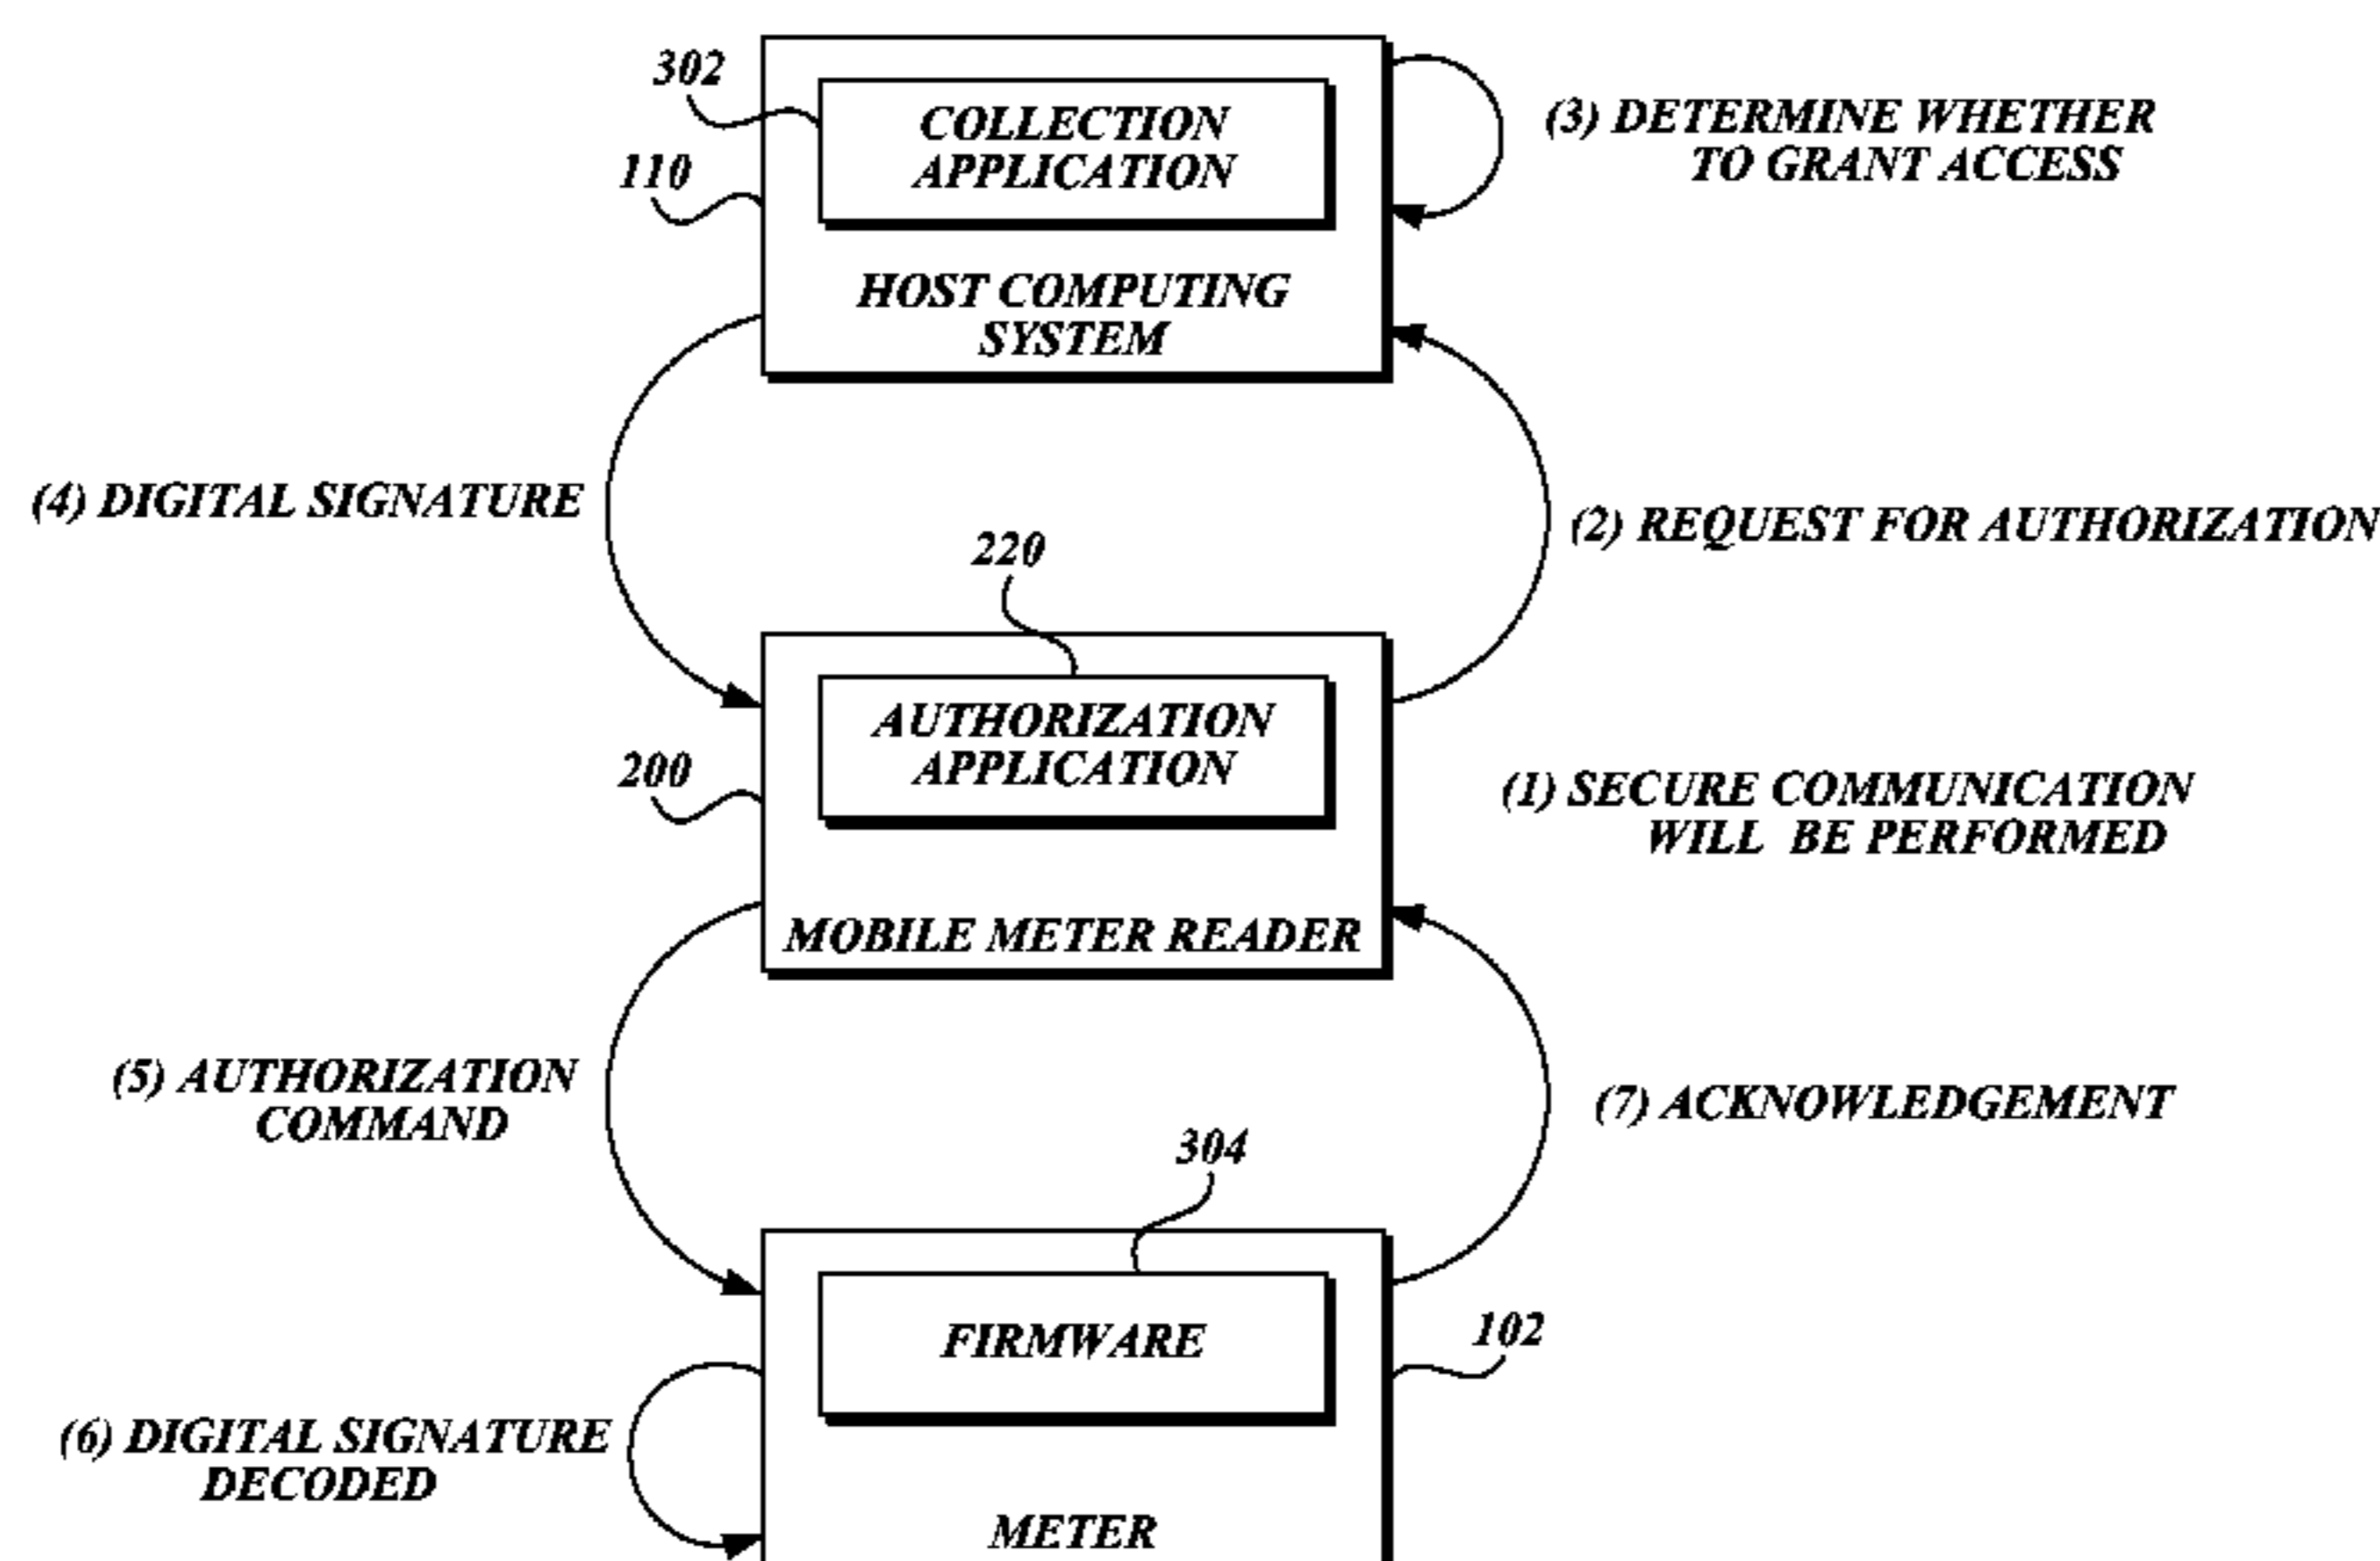 302
COLLECTION
APPLICATION
110
HOST COMPUTING
SYSTEM
(3) DETERMINE WHETHER
TO GRANT ACCESS
(4) DIGITAL SIGNATURE
(2) REQUEST FOR AUTHORIZATION
220
AUTHORIZATION
APPLICATION
200
MOBILE METER READER
(1) SECURE COMMUNICATION
WILL BE PERFORMED
(5) AUTHORIZATION
COMMAND
(7) ACKNOWLEDGEMENT
304
FIRMWARE
102
(6) DIGITAL SIGNATURE
DECODED
METER